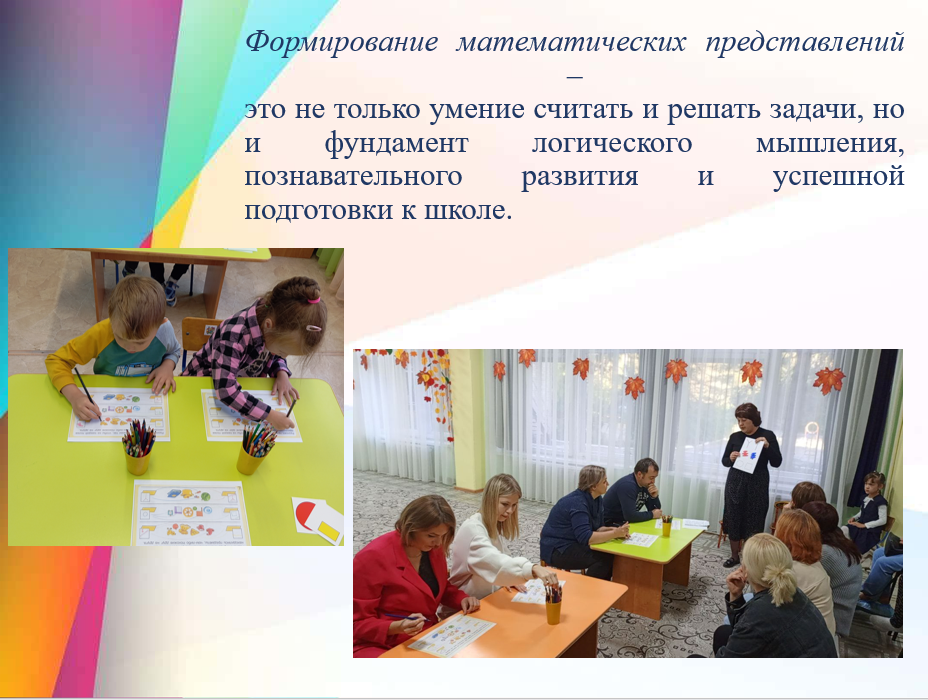 Формирование математических представлений
–
это не только умение считать и решать задачи, но
и фундамент логического мышления,
познавательного развития и успешной
подготовки к школе.